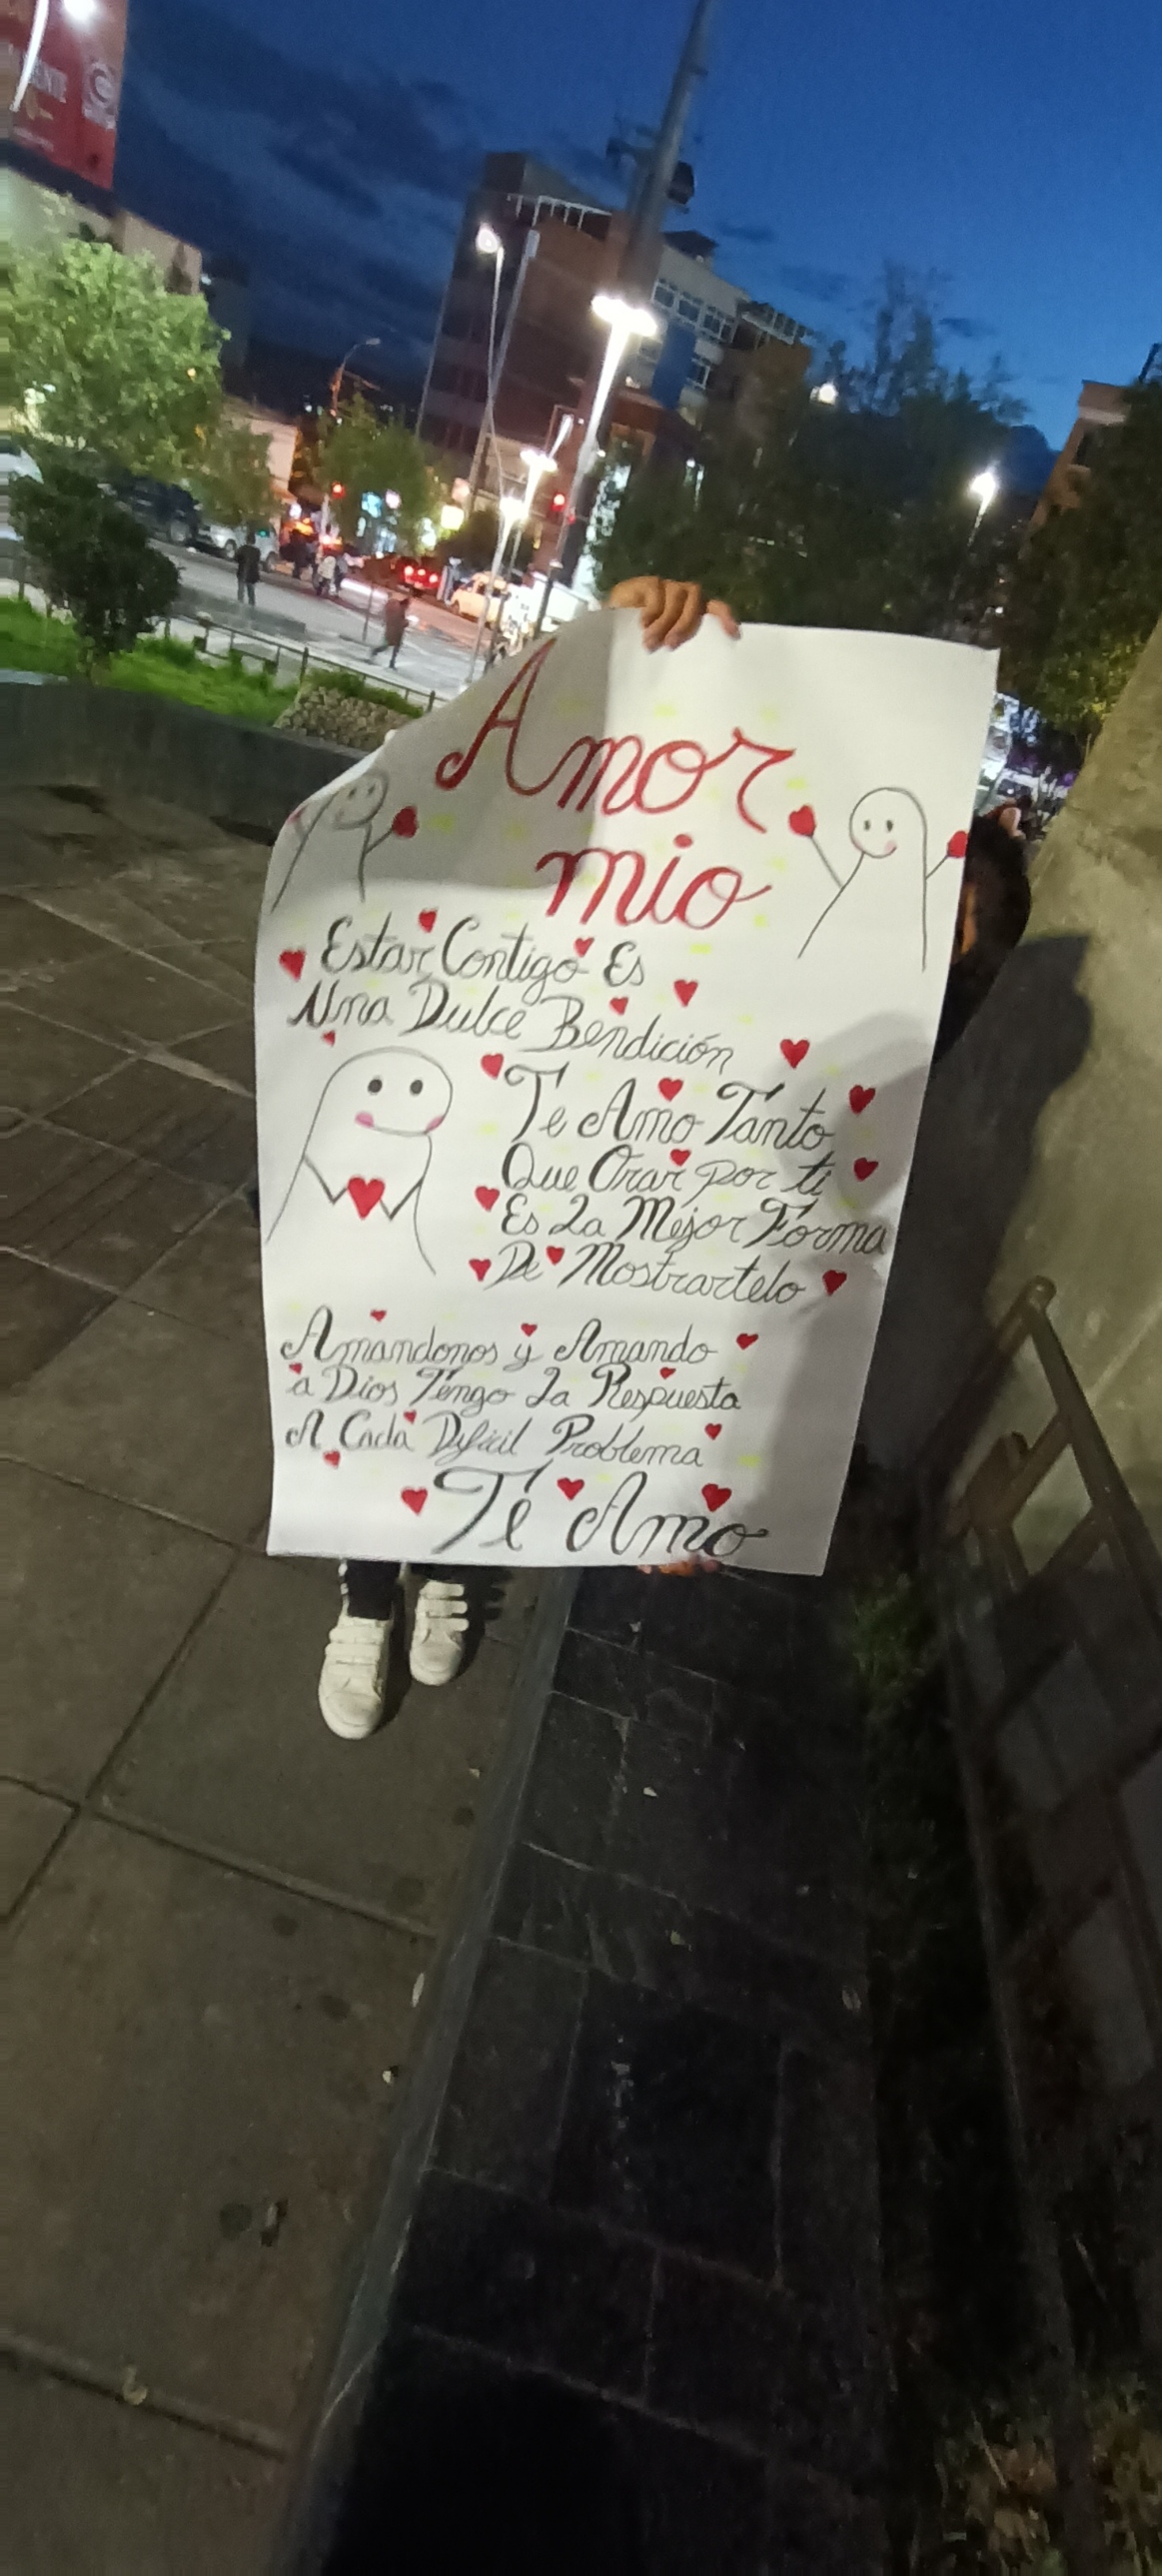 ENTE
Amor
mio
Estar Contigo Es
Una Dulce Bendición
Te Amo Tanto
Que Orar por ti
Es La Mejor Forma
De Mostrartelo
Amandonos y Amando
a Dios Tengo La Respuesta
A Cada Dificil Problema
Te Amo